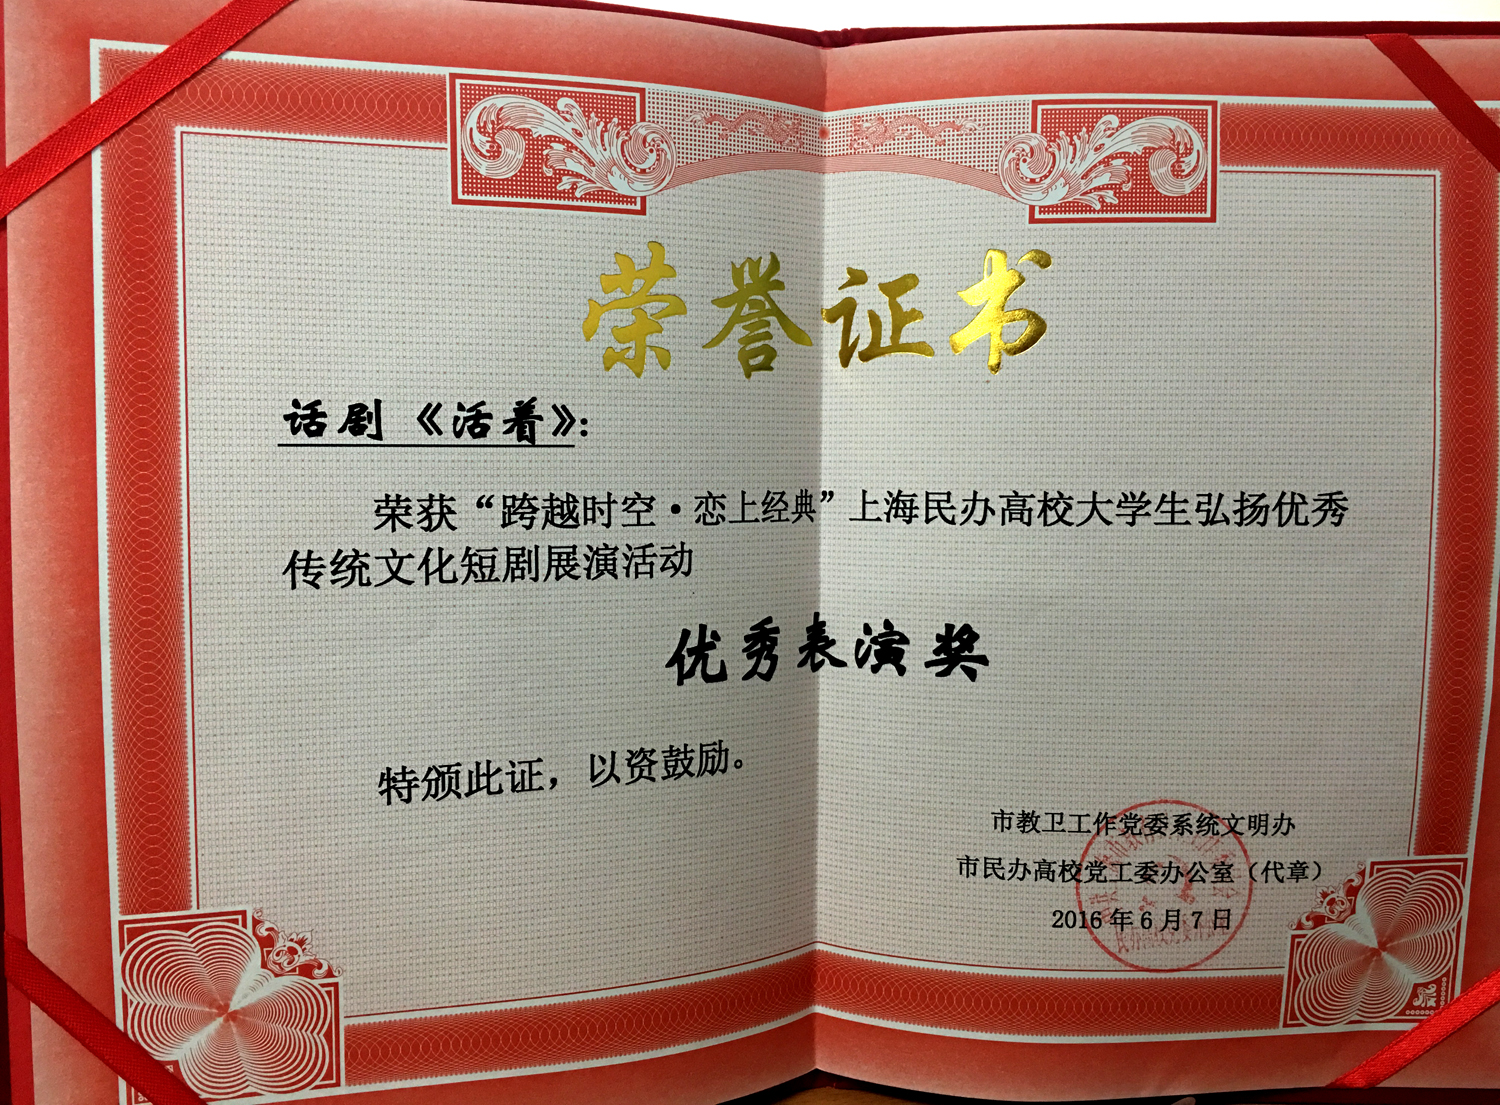 荣誉证书
话剧《活着》：
荣获“跨越时空·恋上经典”上海民办高校大学生弘扬优秀
传统文化短剧展演活动
优秀表演奖
特颁此证，以资鼓励。
市教卫工作党委系统文明办
市民办高校党工委办公室（代章）
2016年6月7日